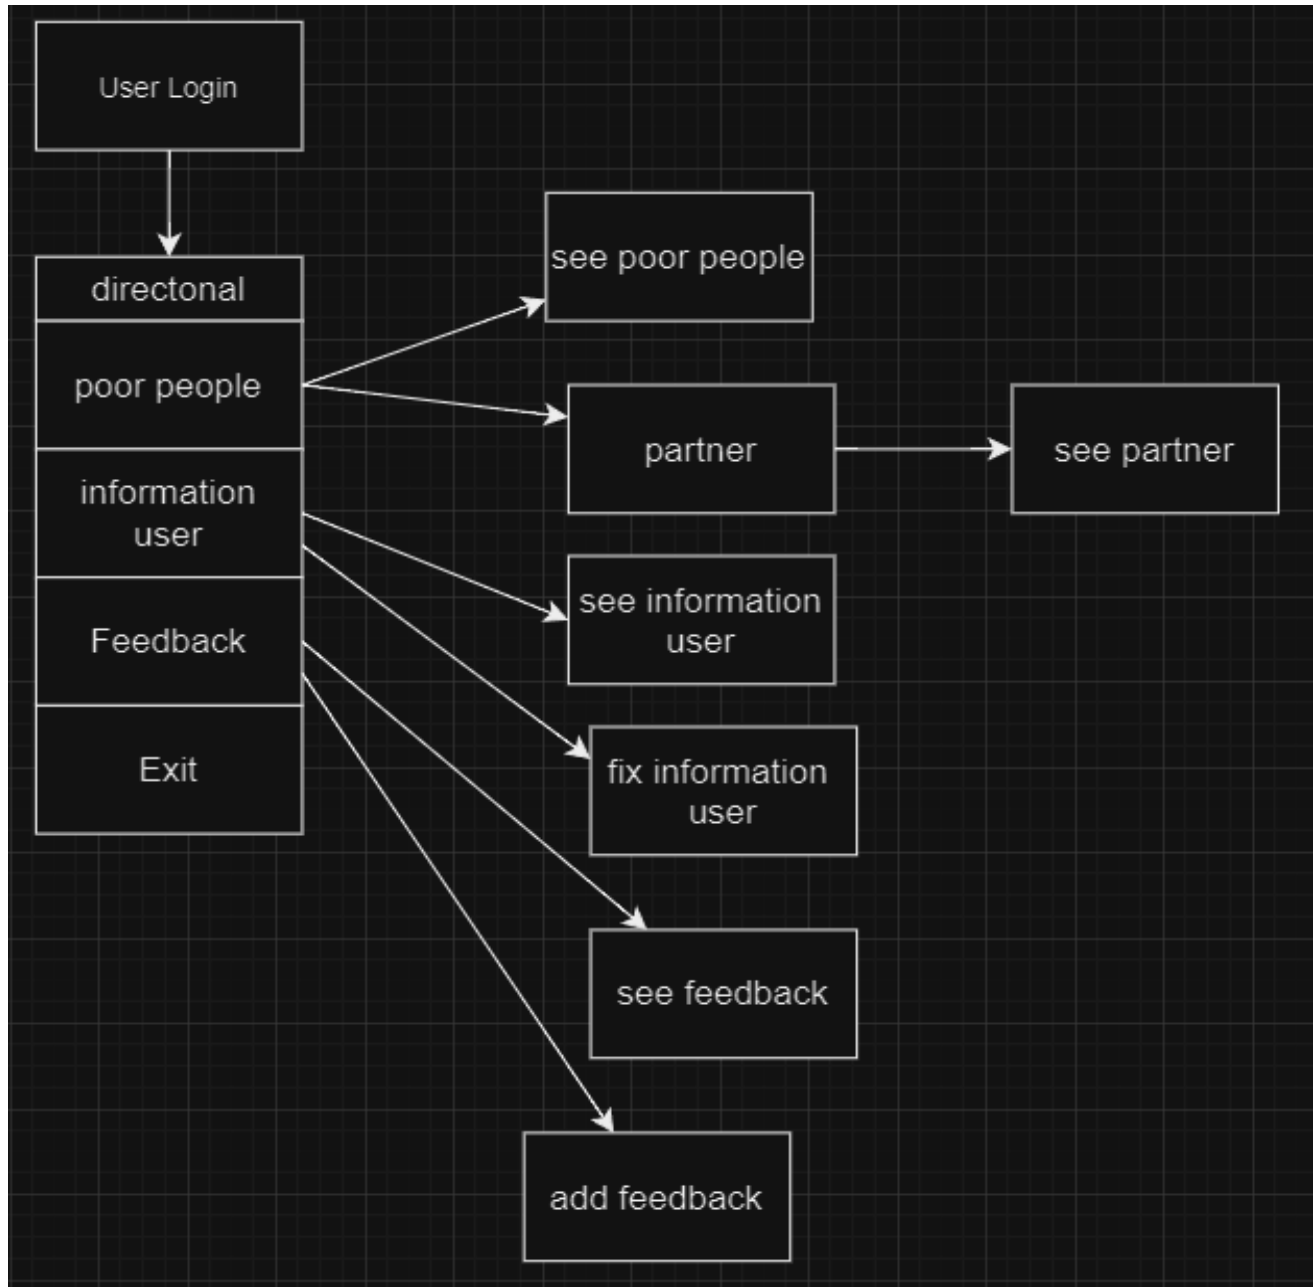 User Login
directonal
poor people
information
user
Feedback
Exit
see poor people
partner
see partner
see information
user
fix information
user
see feedback
add feedback